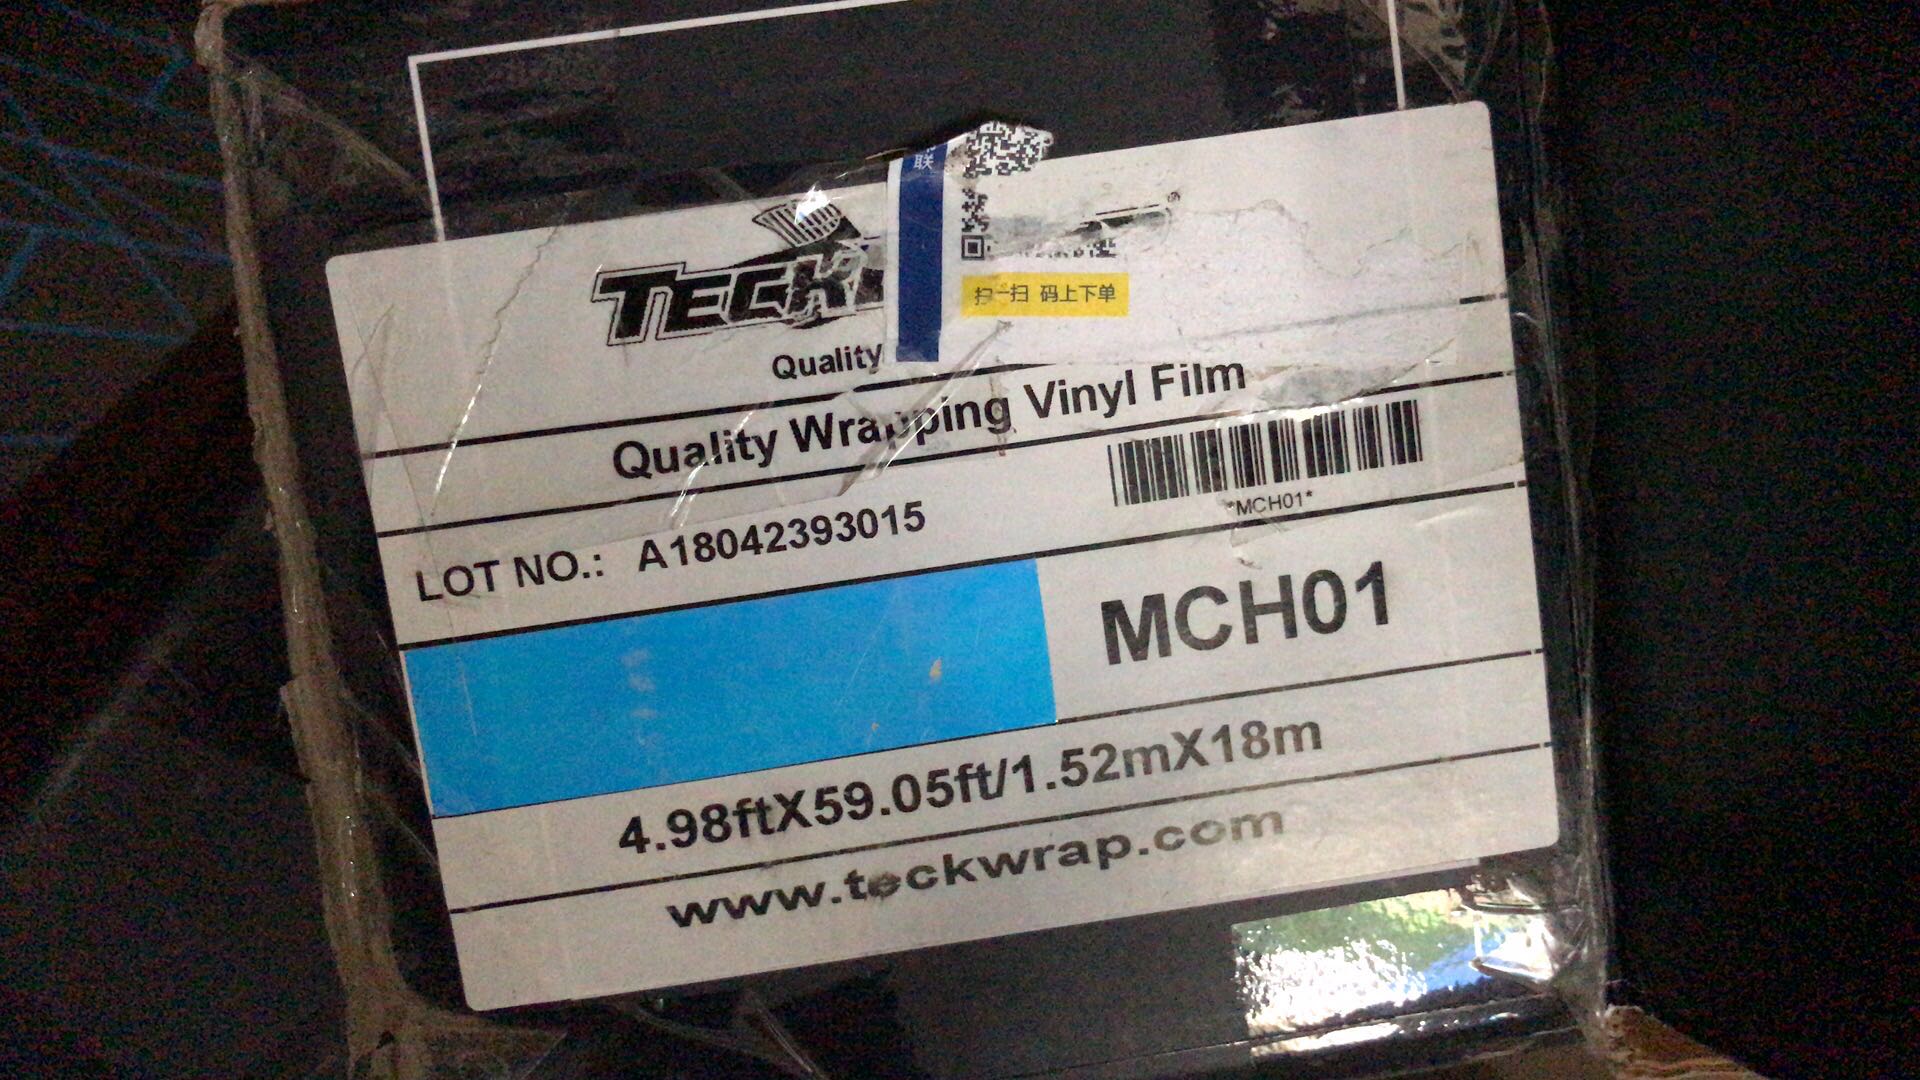 联
TECK
®
扫一扫 码上下单
Quality
Quality Wrapping Vinyl Film
*MCH01*
LOT NO.: A18042393015
MCH01
4.98ftX59.05ft/1.52mX18m
www.teckwrap.com